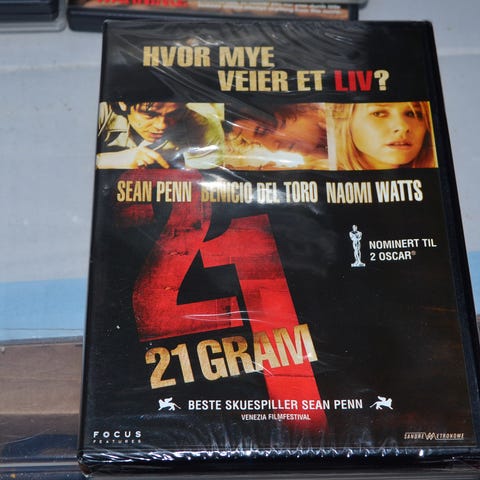 HVOR MYE
VEIER ET LIV?
SEAN PENN BENICIO DEL TORO NAOMI WATTS
21
NOMINERT TIL
2 OSCAR®
21 GRAM
BESTE SKUESPILLER SEAN PENN
VENEZIA FILMFESTIVAL
FOCUS
FEATURES
SANDREW METRONOME